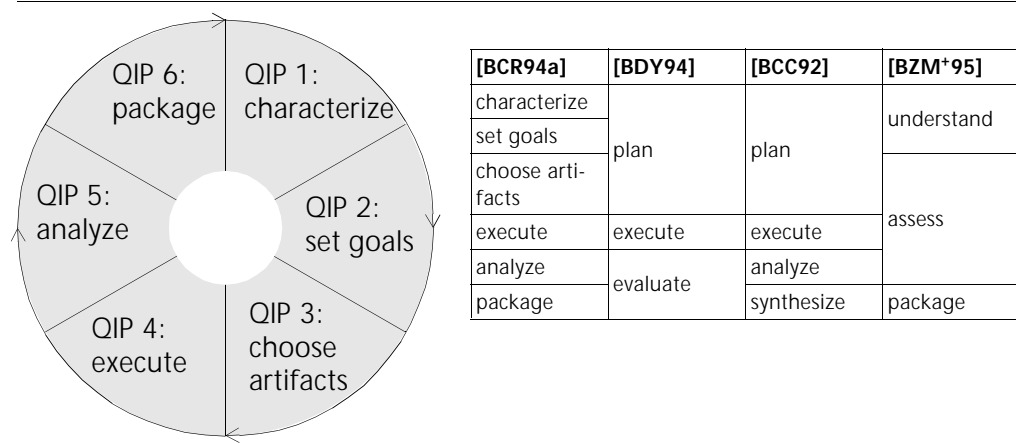 QIP 6:
package
QIP 1:
characterize
QIP 5:
analyze
QIP 2:
set goals
QIP 4:
execute
QIP 3:
choose
artifacts
[BCR94a] [BDY94] [BCC92] [BZM+95]
characterize
set goals
choose arti-
facts
plan
plan
understand
assess
execute execute execute
analyze
evaluate
analyze
package
synthesize
package